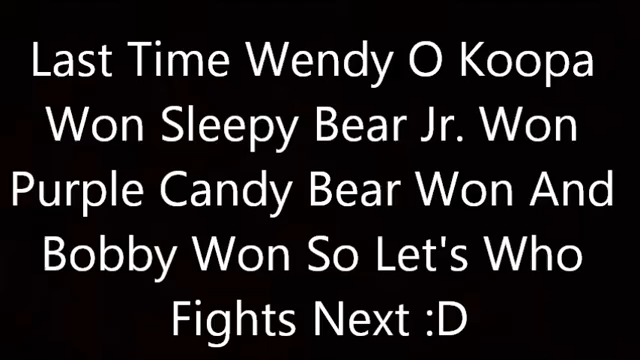 Last Time Wendy O Koopa
Won Sleepy Bear Jr. Won
Purple Candy Bear Won And
Bobby Won So Let's Who
Fights Next :D